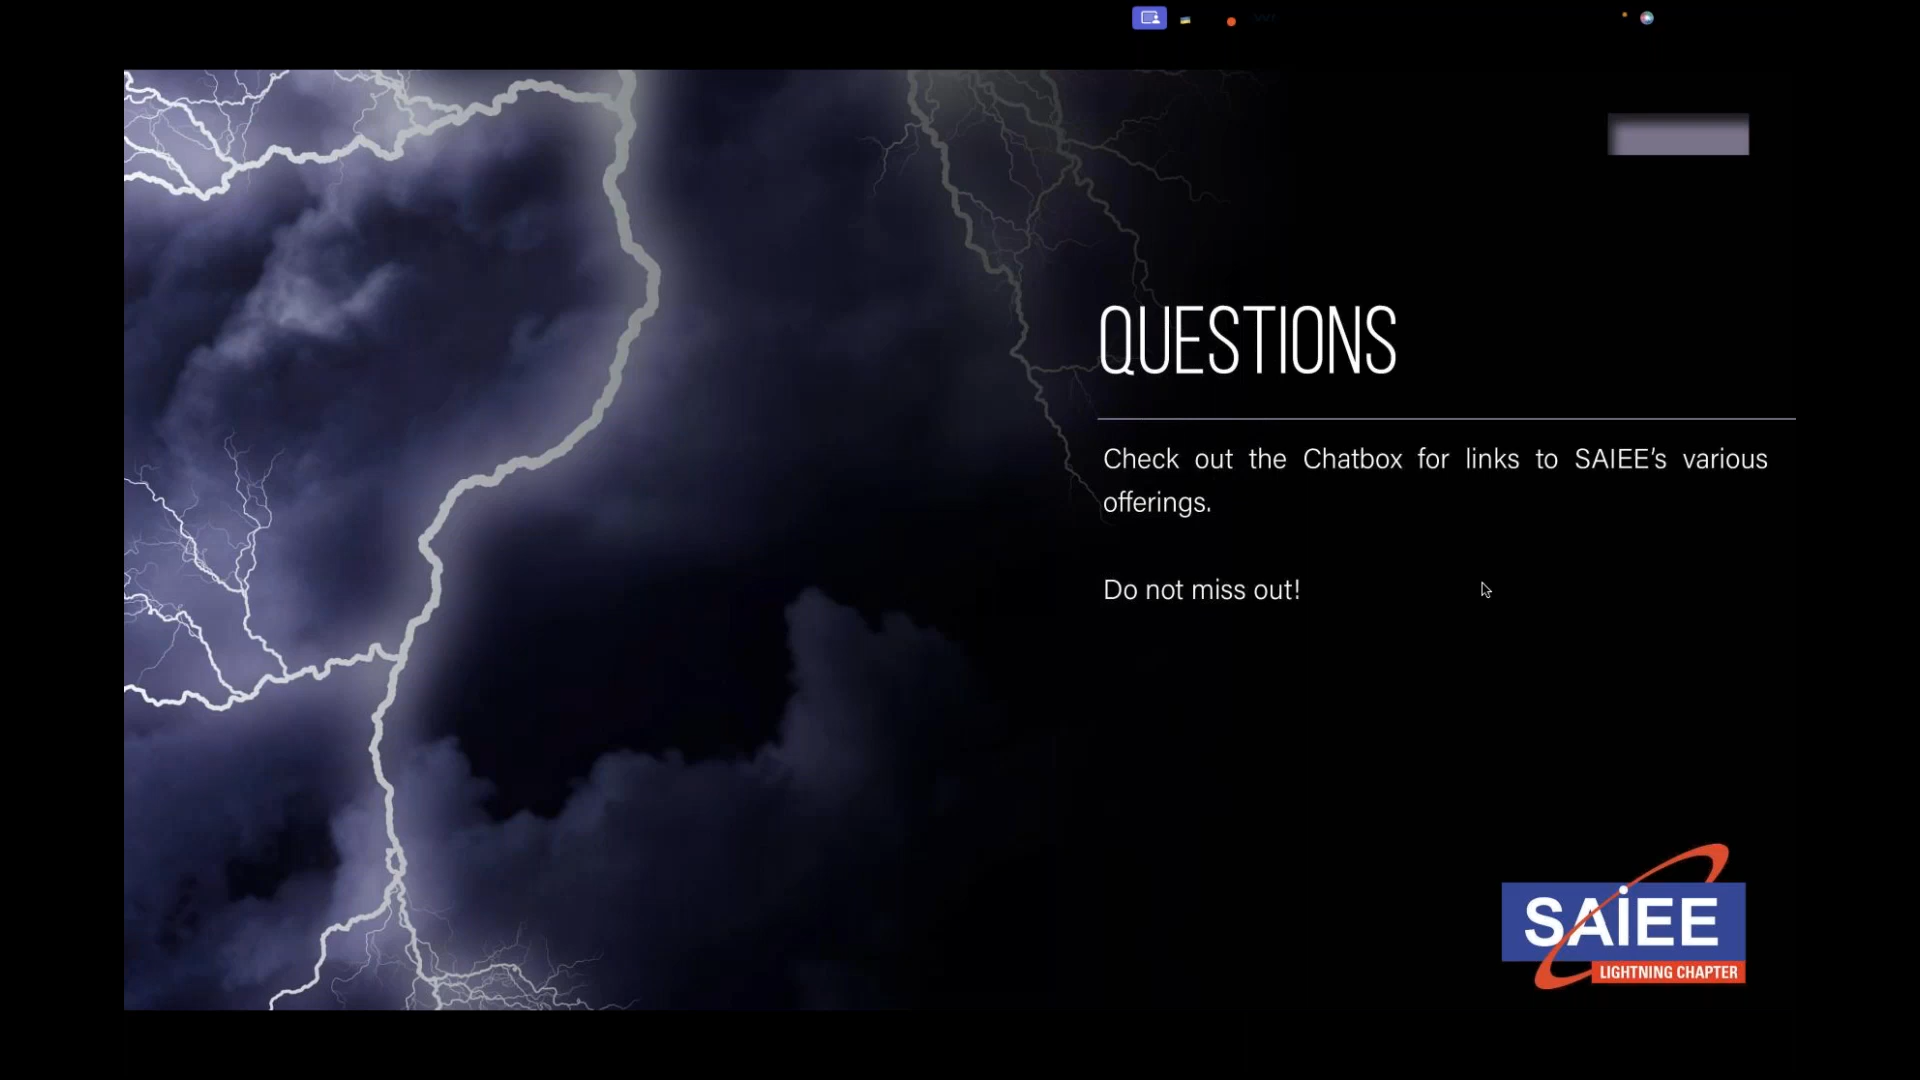 QUESTIONS
Check out the Chatbox for links to SAIEE's various
offerings.
Do not miss out!
SAiEE
LIGHTNING CHAPTER